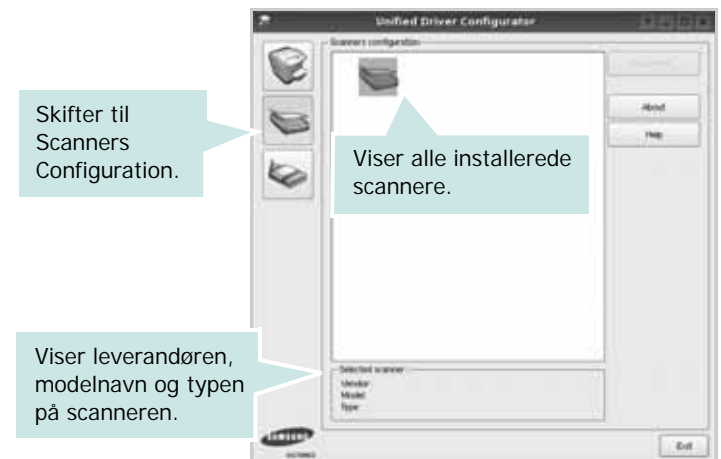 Unified Driver Configurator
Scanners configuration
Skifter til
Scanners
Configuration.
Viser alle installerede
scannere.
About
Help
Viser leverandøren,
modelnavn og typen
på scanneren.
Selected scanner
Vendor:
Model:
Type:
SAMSUNG
Exit